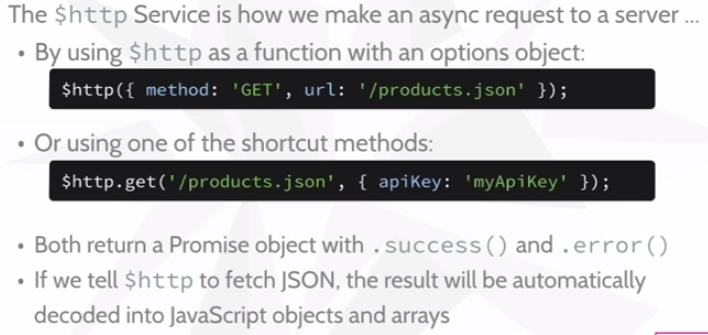 The $http Service is how we make an async request to a server ...
• By using $http as a function with an options object:
$http({ method: 'GET', url: '/products.json' });
• Or using one of the shortcut methods:
$http.get('/products.json', { apiKey: 'myApiKey' });
• Both return a Promise object with .success() and .error()
• If we tell $http to fetch JSON, the result will be automatically
decoded into JavaScript objects and arrays